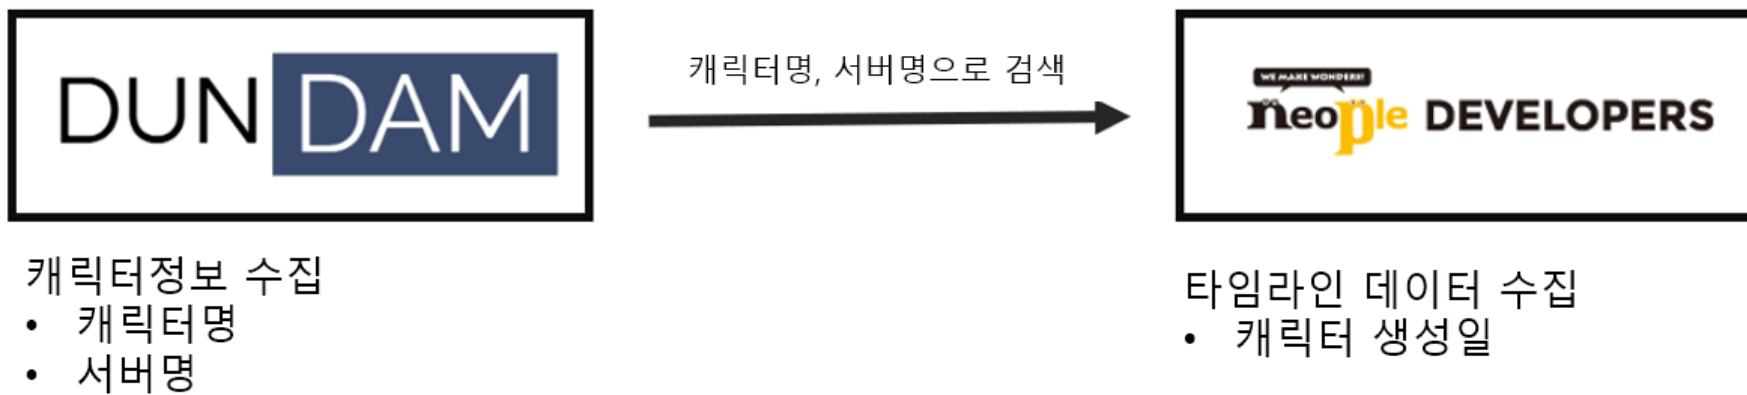 DUNDAM
캐릭터명, 서버명으로 검색
WE MAKE WONDERS!
neople DEVELOPERS
캐릭터정보 수집
• 캐릭터명
• 서버명
타임라인 데이터 수집
• 캐릭터 생성일